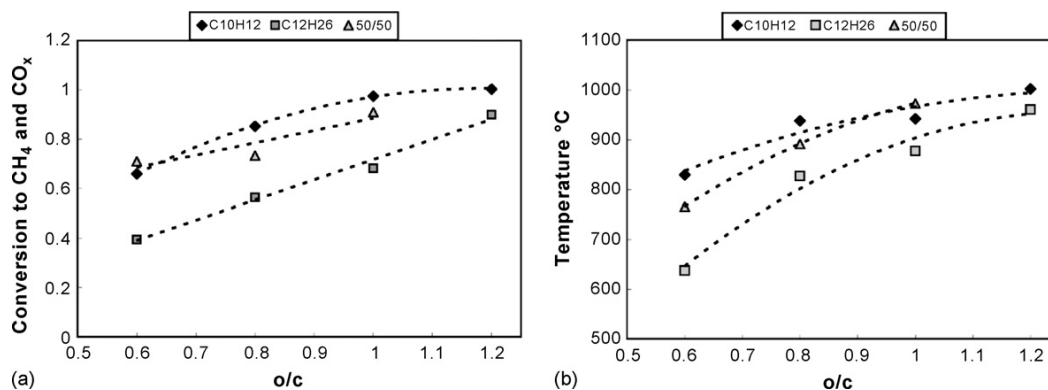 C10H12 C12H26 50/50
Conversion to CH4 and COx
1.2
1
0.8
0.6
0.4
0.2
0
0.5 0.6 0.7 0.8 0.9 1 1.1 1.2
o/c
(a)
C10H12 C12H26 50/50
Temperature °C
1100
1000
900
800
700
600
500
0.5 0.6 0.7 0.8 0.9 1 1.1 1.2
o/c
(b)